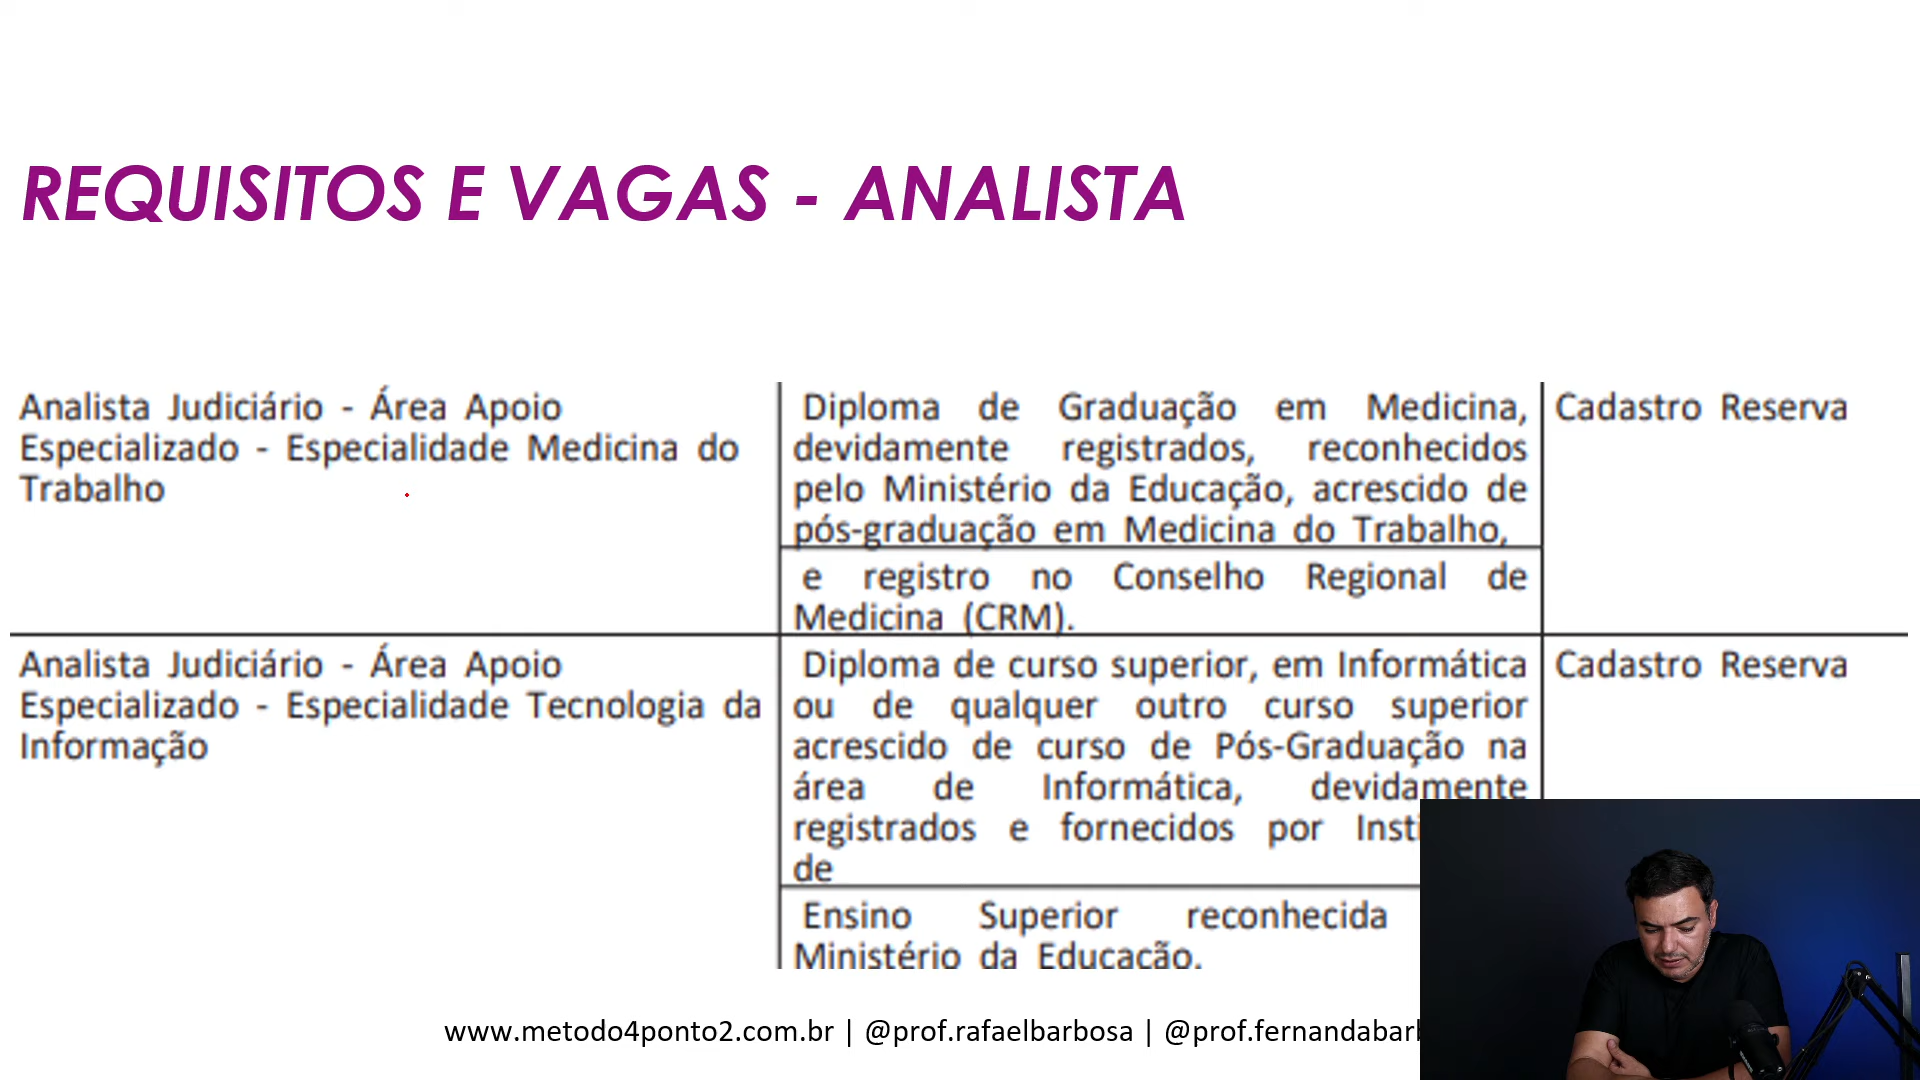 REQUISITOS E VAGAS - ANALISTA
Analista Judiciário - Área Apoio
Especializado - Especialidade Medicina do
Trabalho
Diploma de Graduação em Medicina,
devidamente registrados, reconhecidos
pelo Ministério da Educação, acrescido de
pós-graduação em Medicina do Trabalho,
e registro no Conselho Regional de
Medicina (CRM).
Cadastro Reserva
Analista Judiciário - Área Apoio
Especializado - Especialidade Tecnologia da
Informação
Diploma de curso superior, em Informática
ou de qualquer outro curso superior
acrescido de curso de Pós-Graduação na
área de Informática, devidamente
registrados e fornecidos por
de
Ensino Superior reconhecida
Ministério da Educação.
Cadastro Reserva
www.metodo4ponto2.com.br | @prof.rafaelbarbosa |